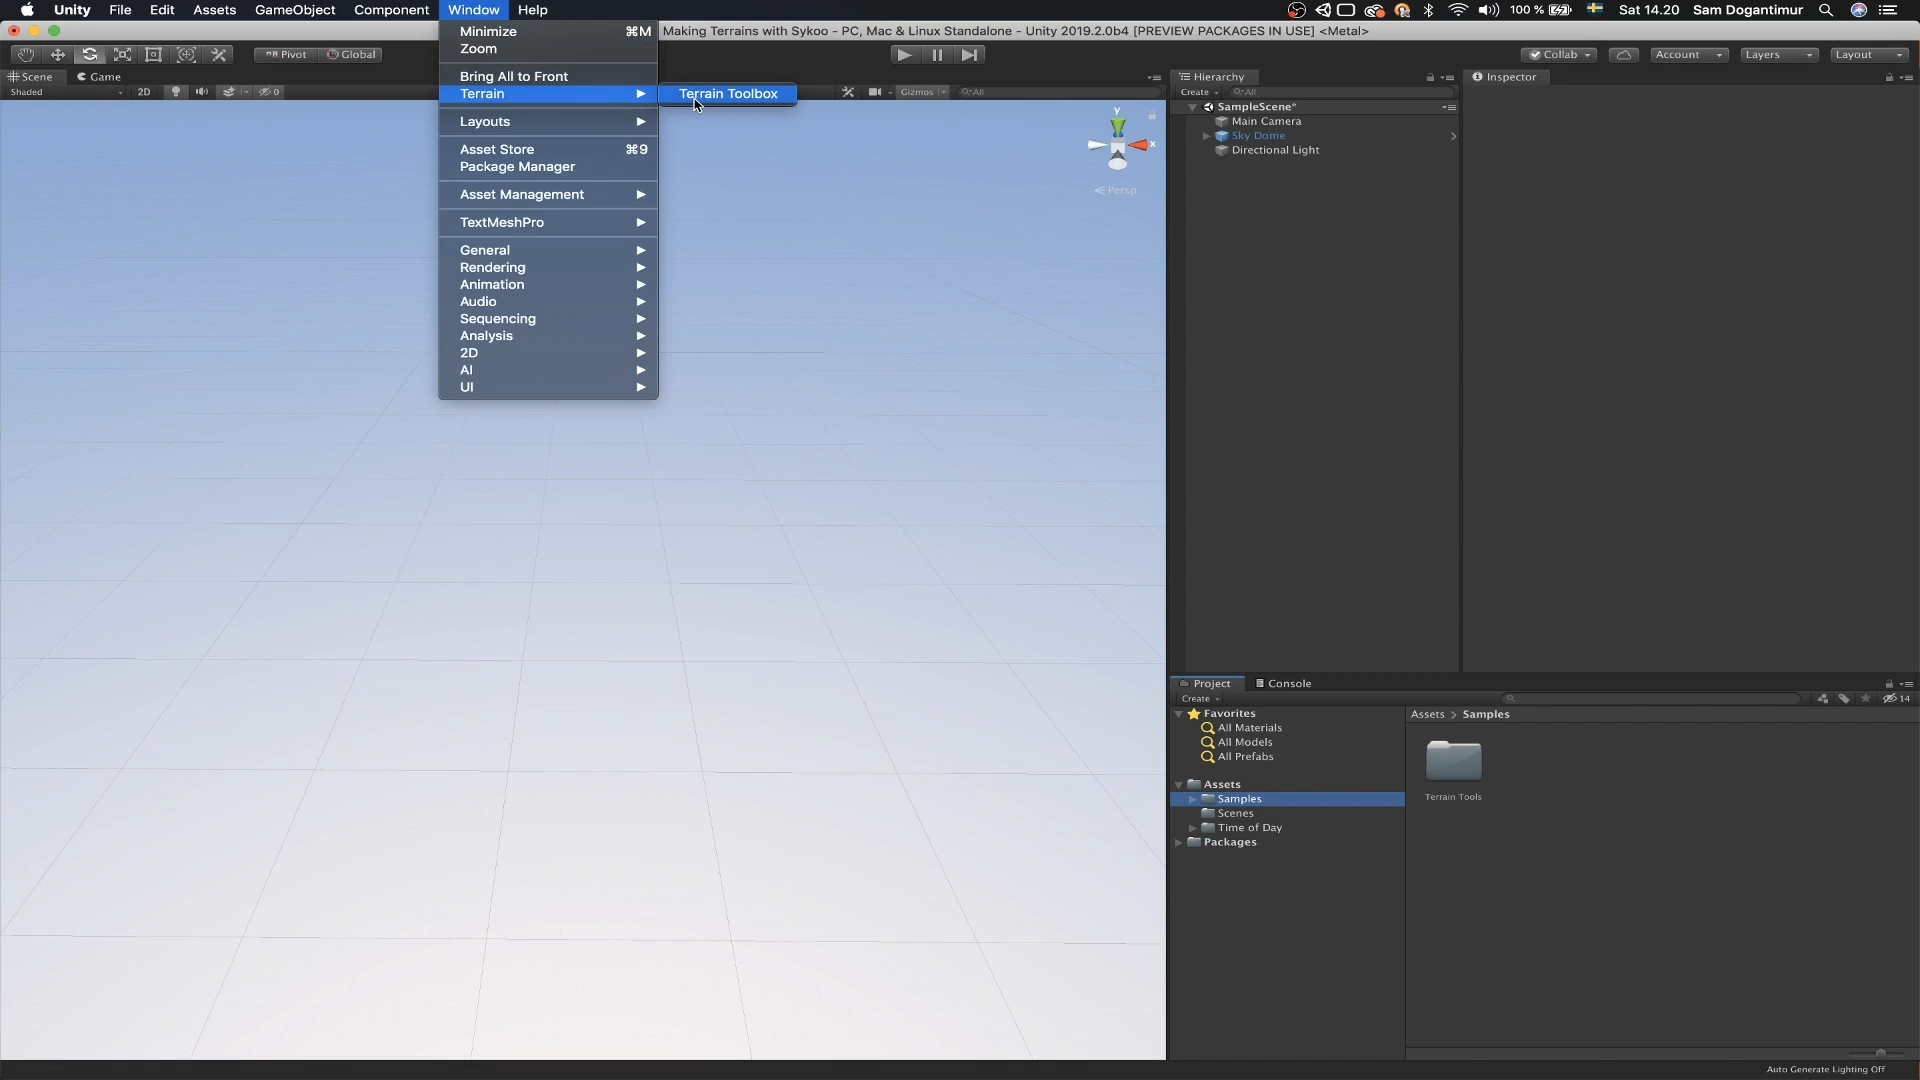 Unity File Edit Assets GameObject Component Window Help 100 % Sat 14.20 Sam Dogantimur
Making Terrains with Sykoo - PC, Mac & Linux Standalone - Unity 2019.2.0b4 [PREVIEW PACKAGES IN USE] <Metal>
Pivot Global Collab Account Layers Layout
Scene Game
Shaded 2D 0 Gizmos All
Minimize ⌘M
Zoom
Bring All to Front
Terrain
Terrain Toolbox
Layouts
Asset Store ⌘9
Package Manager
Asset Management
TextMeshPro
General
Rendering
Animation
Audio
Sequencing
Analysis
2D
AI
UI
y
x
Persp
Hierarchy
Create All
SampleScene*
Main Camera
Sky Dome
Directional Light
Inspector
Project Console
Create 14
Favorites
All Materials
All Models
All Prefabs
Assets
Samples
Scenes
Time of Day
Packages
Assets > Samples
Terrain Tools
Auto Generate Lighting Off